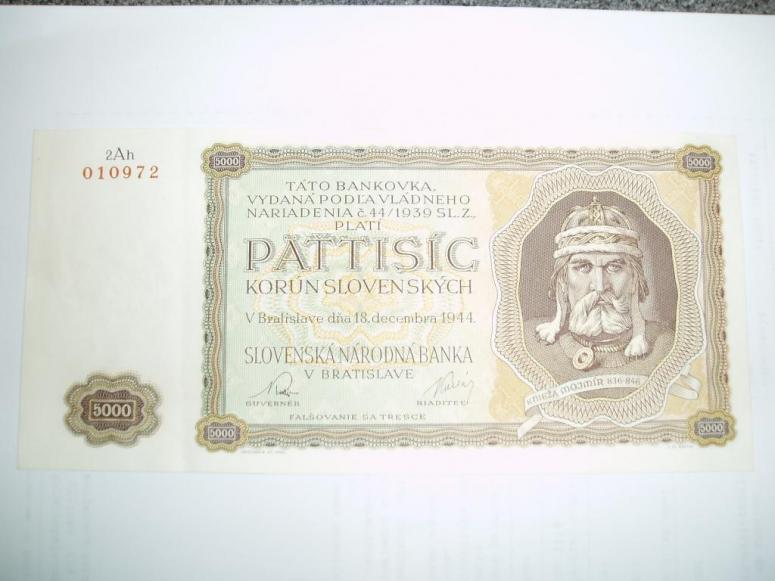 2Ah
010972
5000
5000
TÁTO BANKOVKA,
VYDANÁ PODĽA VLÁDNEHO
NARIADENIA č. 44/1939 SL. Z.,
PLATÍ
PÄŤTISÍC
KORÚN SLOVENSKÝCH
V Bratislave dňa 18. decembra 1944.
SLOVENSKÁ NÁRODNÁ BANKA
V BRATISLAVE
GUVERNÉR
RIADITEĽ
FALŠOVANIE SA TRESCE
KNIEŽA MOJMÍR 836-846
5000
5000
5000